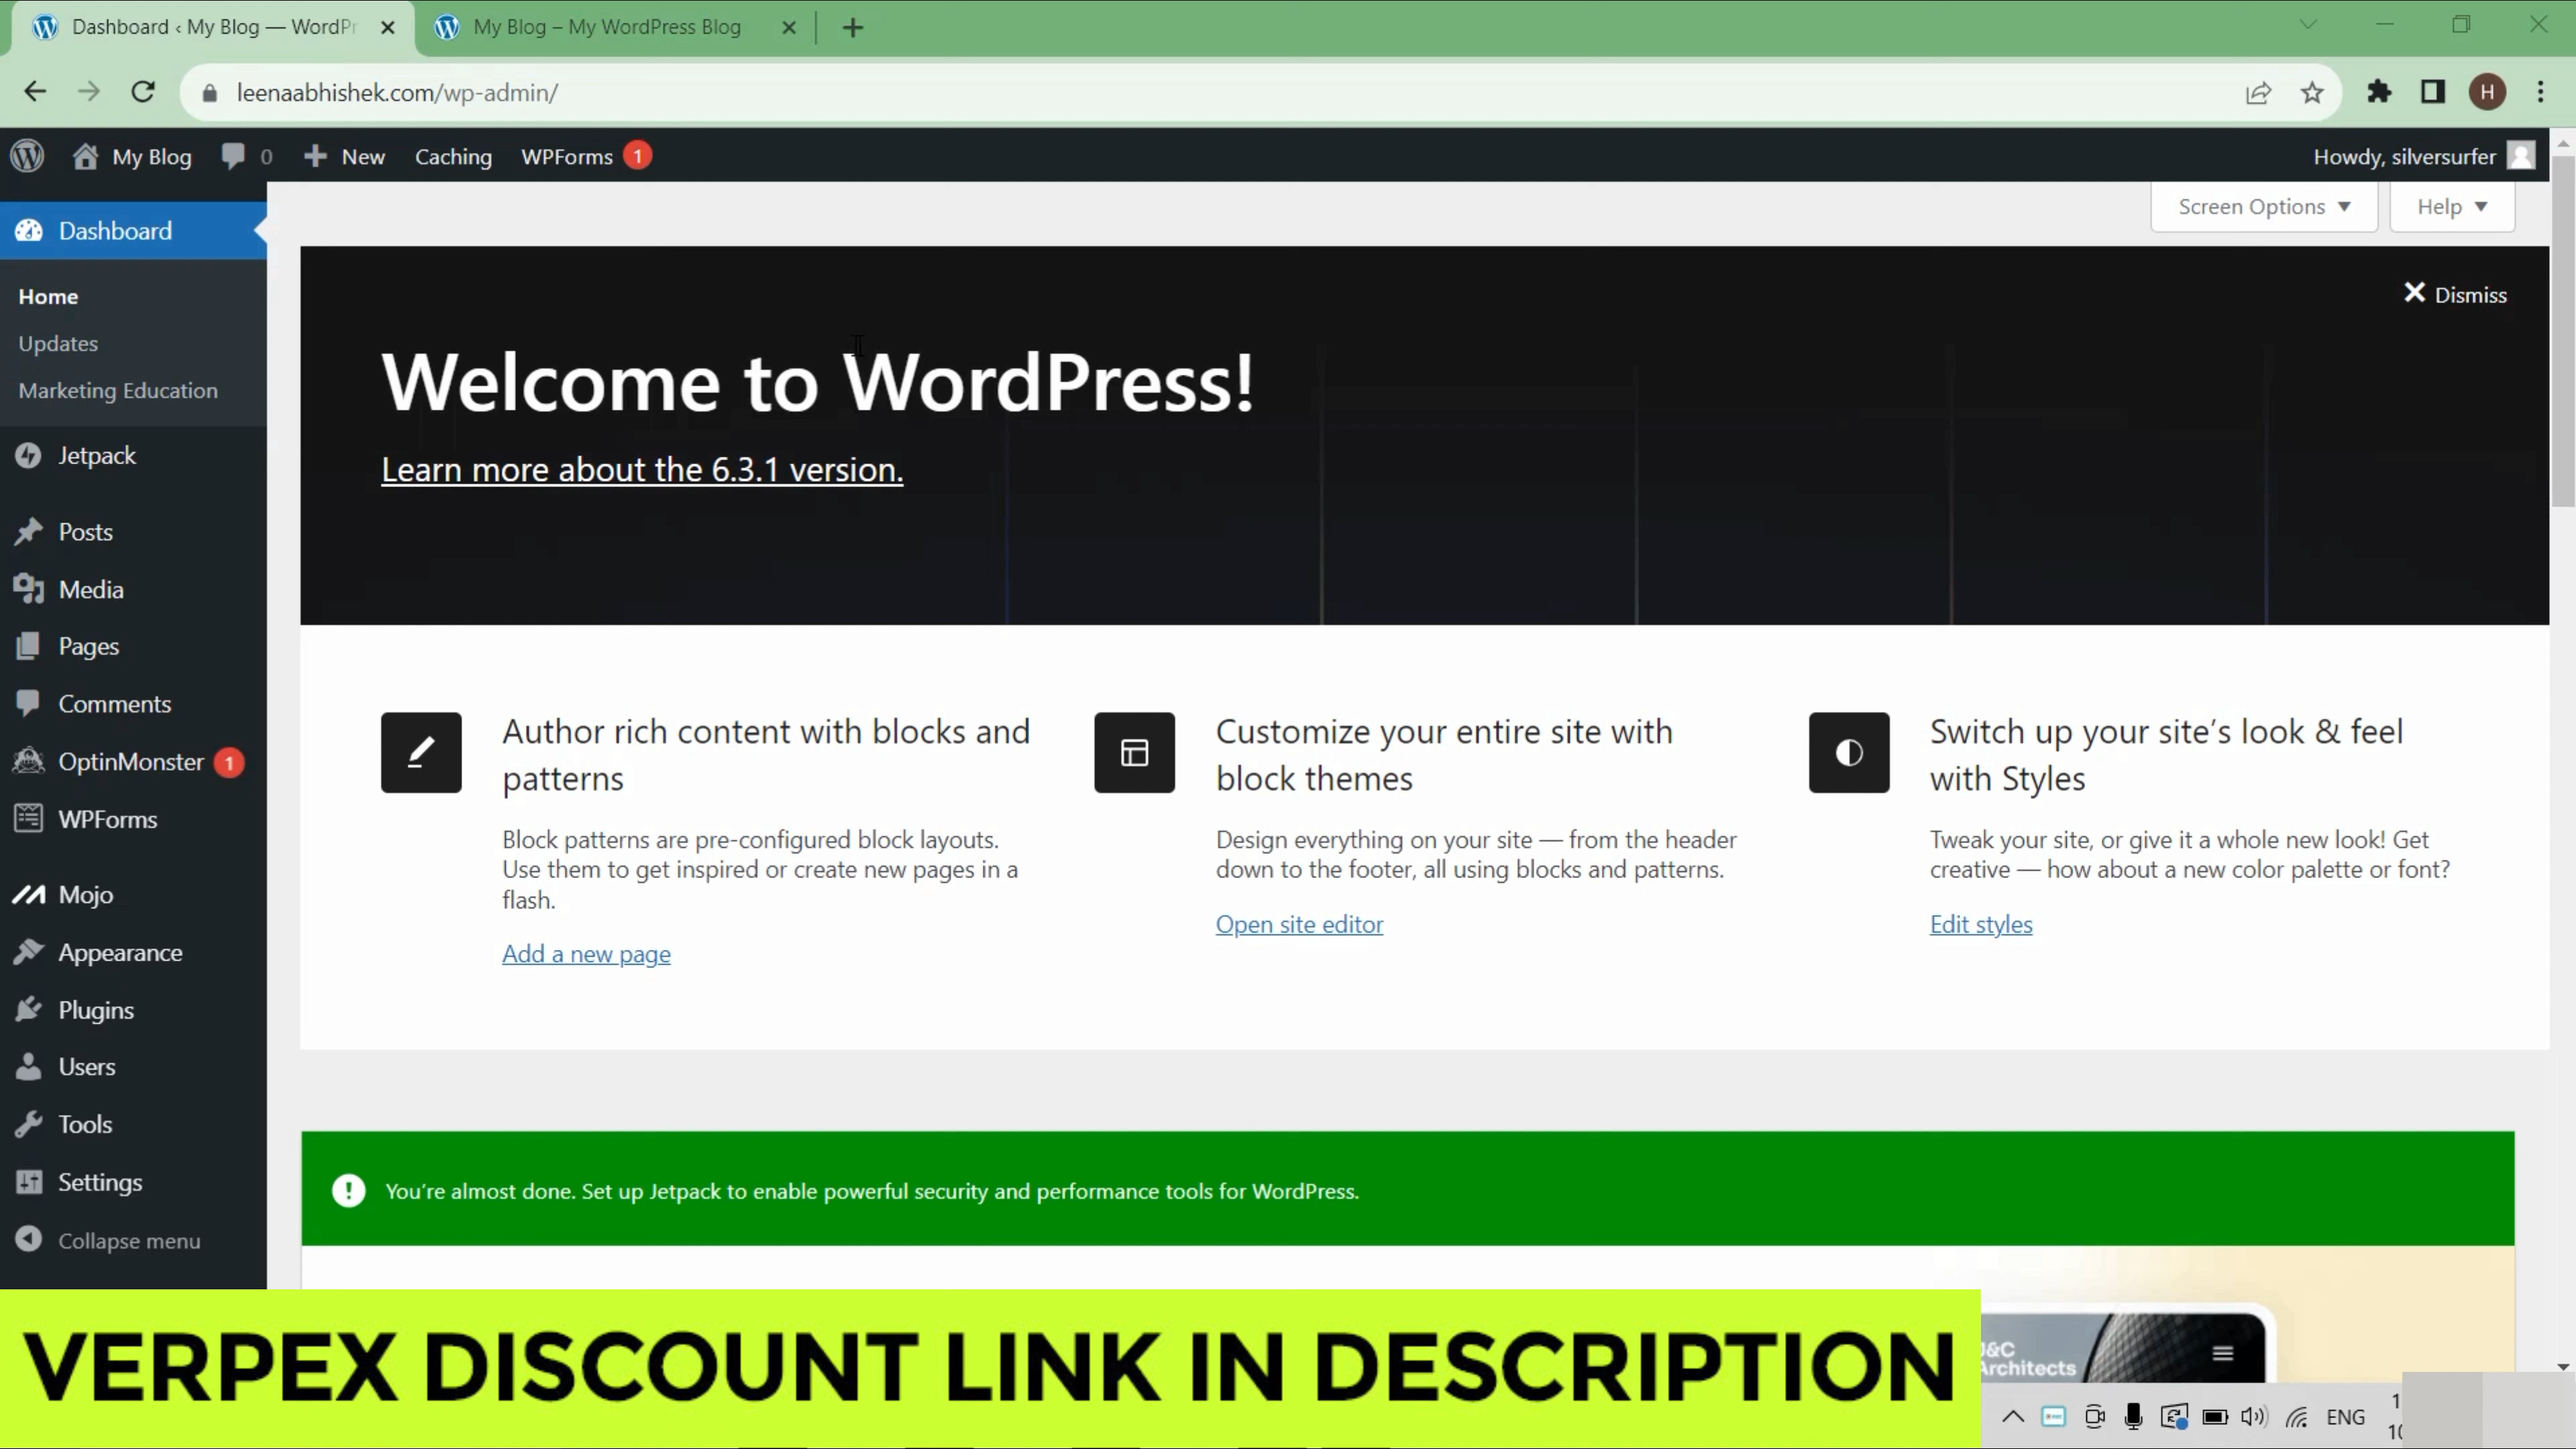 Dashboard ‹ My Blog — WordPr
My Blog – My WordPress Blog
leenaabhishek.com/wp-admin/
H
My Blog
0
New
Caching
WPForms 1
Howdy, silversurfer
Screen Options
Help
Dashboard
Home
Updates
Marketing Education
Jetpack
Posts
Media
Pages
Comments
OptinMonster 1
WPForms
Mojo
Appearance
Plugins
Users
Tools
Settings
Collapse menu
Dismiss
Welcome to WordPress!
Learn more about the 6.3.1 version.
Author rich content with blocks and
patterns
Block patterns are pre-configured block layouts.
Use them to get inspired or create new pages in a
flash.
Add a new page
Customize your entire site with
block themes
Design everything on your site — from the header
down to the footer, all using blocks and patterns.
Open site editor
Switch up your site's look & feel
with Styles
Tweak your site, or give it a whole new look! Get
creative — how about a new color palette or font?
Edit styles
You're almost done. Set up Jetpack to enable powerful security and performance tools for WordPress.
J&C
Architects
VERPEX DISCOUNT LINK IN DESCRIPTION
ENG